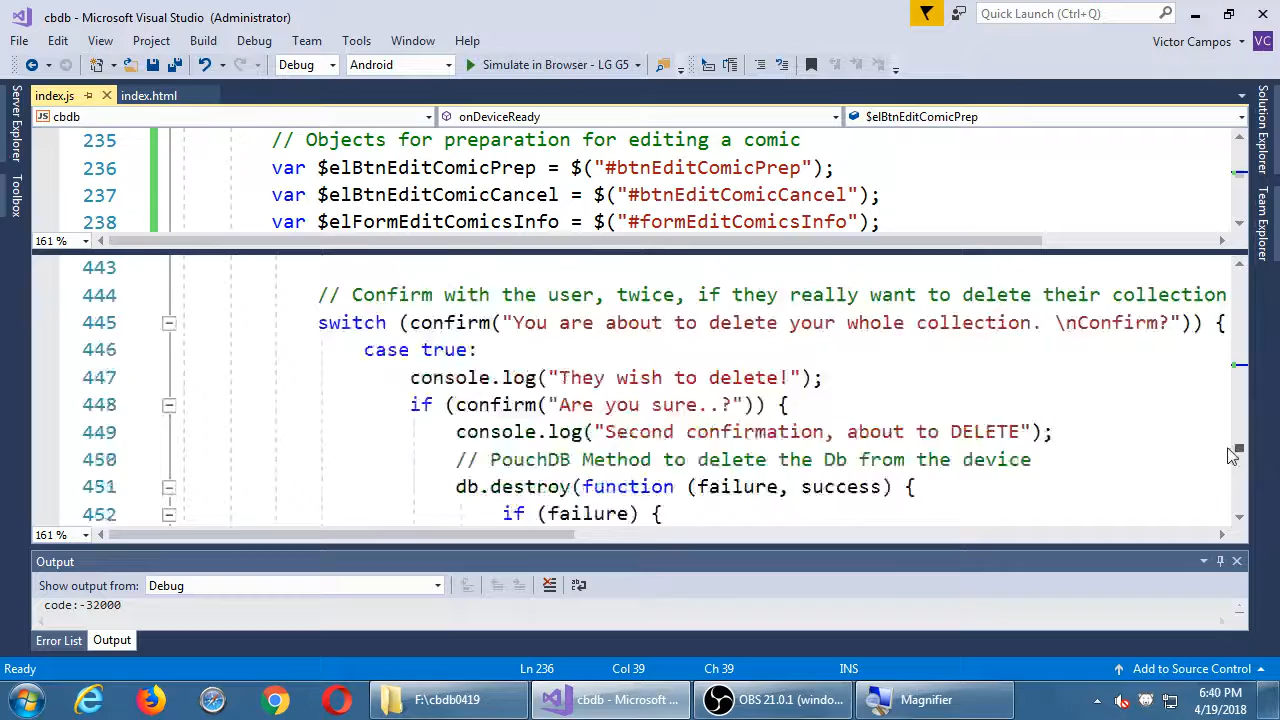 cbdb - Microsoft Visual Studio (Administrator)
Quick Launch (Ctrl+Q)
File Edit View Project Build Debug Team Tools Window Help
Victor Campos VC
Debug Android Simulate in Browser - LG G5
index.js index.html
JS cbdb onDeviceReady $elBtnEditComicPrep
Server Explorer
Toolbox
Solution Explorer
Team Explorer
235 // Objects for preparation for editing a comic
236 var $elBtnEditComicPrep = $("#btnEditComicPrep");
237 var $elBtnEditComicCancel = $("#btnEditComicCancel");
238 var $elFormEditComicsInfo = $("#formEditComicsInfo");
161 %
443
444 // Confirm with the user, twice, if they really want to delete their collection
445 switch (confirm("You are about to delete your whole collection. \nConfirm?")) {
446 case true:
447 console.log("They wish to delete!");
448 if (confirm("Are you sure..?")) {
449 console.log("Second confirmation, about to DELETE");
450 // PouchDB Method to delete the Db from the device
451 db.destroy(function (failure, success) {
452 if (failure) {
161 %
Output
Show output from: Debug
code:-32000
Error List Output
Ready Ln 236 Col 39 Ch 39 INS Add to Source Control
F:\cbdb0419 cbdb - Microsoft ... OBS 21.0.1 (windo... Magnifier
6:40 PM
4/19/2018